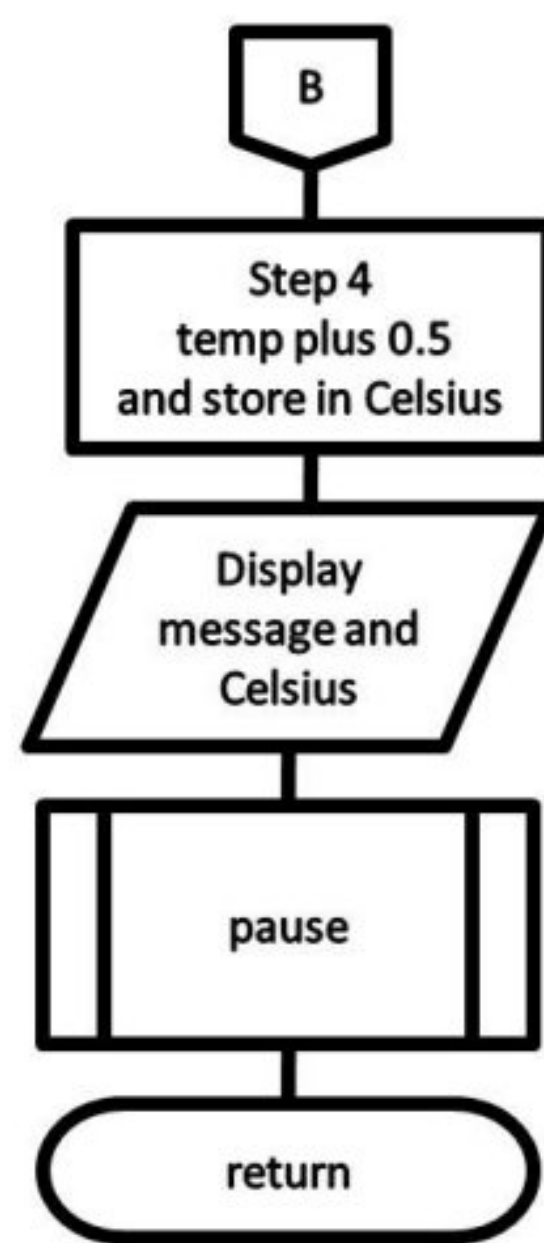 B
Step 4
temp plus 0.5
and store in Celsius
Display
message and
Celsius
pause
return